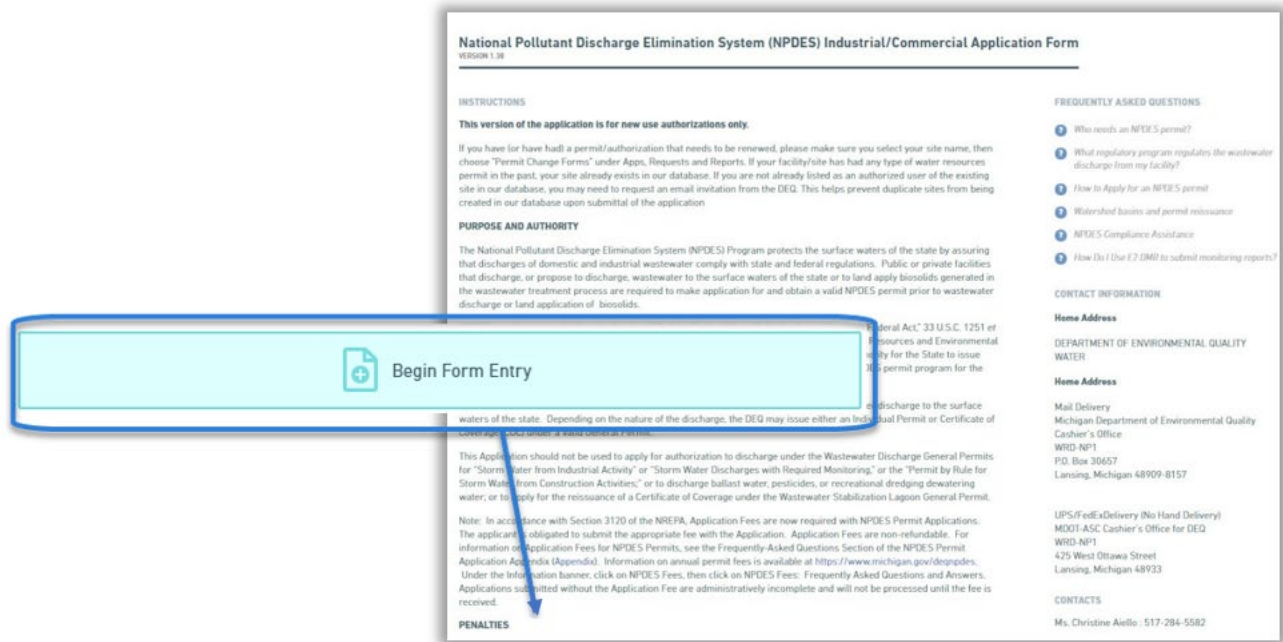 National Pollutant Discharge Elimination System (NPDES) Industrial/Commercial Application Form
VERSION 1.38
INSTRUCTIONS
This version of the application is for new use authorizations only.
If you have (or have had) a permit/authorization that needs to be renewed, please make sure you select your site name, then
choose "Permit Change Forms" under Apps, Requests and Reports. If your facility/site has had any type of water resources
permit in the past, your site already exists in our database. If you are not already listed as an authorized user of the existing
site in our database, you may need to request an email invitation from the DEQ. This helps prevent duplicate sites from being
created in our database upon submittal of the application
PURPOSE AND AUTHORITY
The National Pollutant Discharge Elimination System (NPDES) Program protects the surface waters of the state by assuring
that discharges of domestic and industrial wastewater comply with state and federal regulations. Public or private facilities
that discharge, or propose to discharge, wastewater to the surface waters of the state or to land apply biosolids generated in
the wastewater treatment process are required to make application for and obtain a valid NPDES permit prior to wastewater
discharge or land application of biosolids.
Federal Act," 33 U.S.C. 1251 et
Resources and Environmental
for the State to issue
permit program for the
Begin Form Entry
discharge to the surface
waters of the state. Depending on the nature of the discharge, the DEQ may issue either an Individual Permit or Certificate of
Coverage (COC) under a valid General Permit.
This Application should not be used to apply for authorization to discharge under the Wastewater Discharge General Permits
for "Storm Water from Industrial Activity" or "Storm Water Discharges with Required Monitoring," or the "Permit by Rule for
Storm Water from Construction Activities;" or to discharge ballast water, pesticides, or recreational dredging dewatering
water; or to apply for the reissuance of a Certificate of Coverage under the Wastewater Stabilization Lagoon General Permit.
Note: In accordance with Section 3120 of the NREPA, Application Fees are now required with NPDES Permit Applications.
The applicant is obligated to submit the appropriate fee with the Application. Application Fees are non-refundable. For
information on Application Fees for NPDES Permits, see the Frequently-Asked Questions Section of the NPDES Permit
Application Appendix (Appendix). Information on annual permit fees is available at https://www.michigan.gov/deqnpdes.
Under the Information banner, click on NPDES Fees, then click on NPDES Fees: Frequently Asked Questions and Answers.
Applications submitted without the Application Fee are administratively incomplete and will not be processed until the fee is
received.
PENALTIES
FREQUENTLY ASKED QUESTIONS
Who needs an NPDES permit?
What regulatory program regulates the wastewater
discharge from my facility?
How to Apply for an NPDES permit
Watershed basins and permit reissuance
NPDES Compliance Assistance
How Do I Use E2 DMR to submit monitoring reports?
CONTACT INFORMATION
Home Address
DEPARTMENT OF ENVIRONMENTAL QUALITY
WATER
Home Address
Mail Delivery
Michigan Department of Environmental Quality
Cashier's Office
WRD-NP1
P.O. Box 30657
Lansing, Michigan 48909-8157
UPS/FedExDelivery (No Hand Delivery)
MDOT-ASC Cashier's Office for DEQ
WRD-NP1
425 West Ottawa Street
Lansing, Michigan 48933
CONTACTS
Ms. Christine Aiello : 517-284-5582